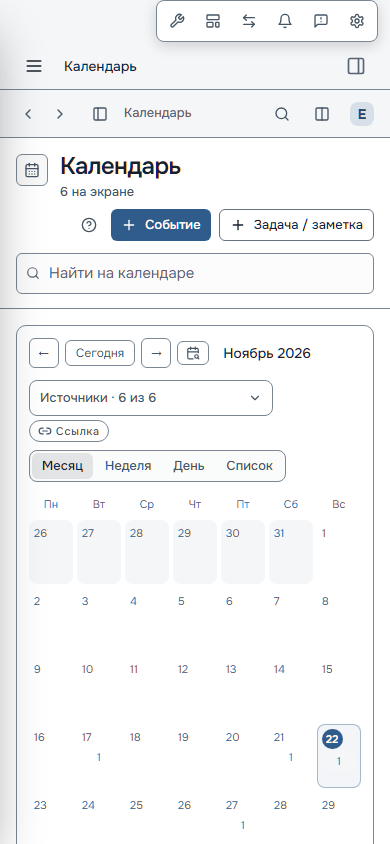 Календарь
Календарь
E
Календарь
6 на экране
+ Событие
+ Задача / заметка
Найти на календаре
← Сегодня → Ноябрь 2026
Источники · 6 из 6
Ссылка
Месяц Неделя День Список
Пн Вт Ср Чт Пт Сб Вс
26 27 28 29 30 31 1
2 3 4 5 6 7 8
9 10 11 12 13 14 15
16 17 18 19 20 21 22
1 1 1
23 24 25 26 27 28 29
1